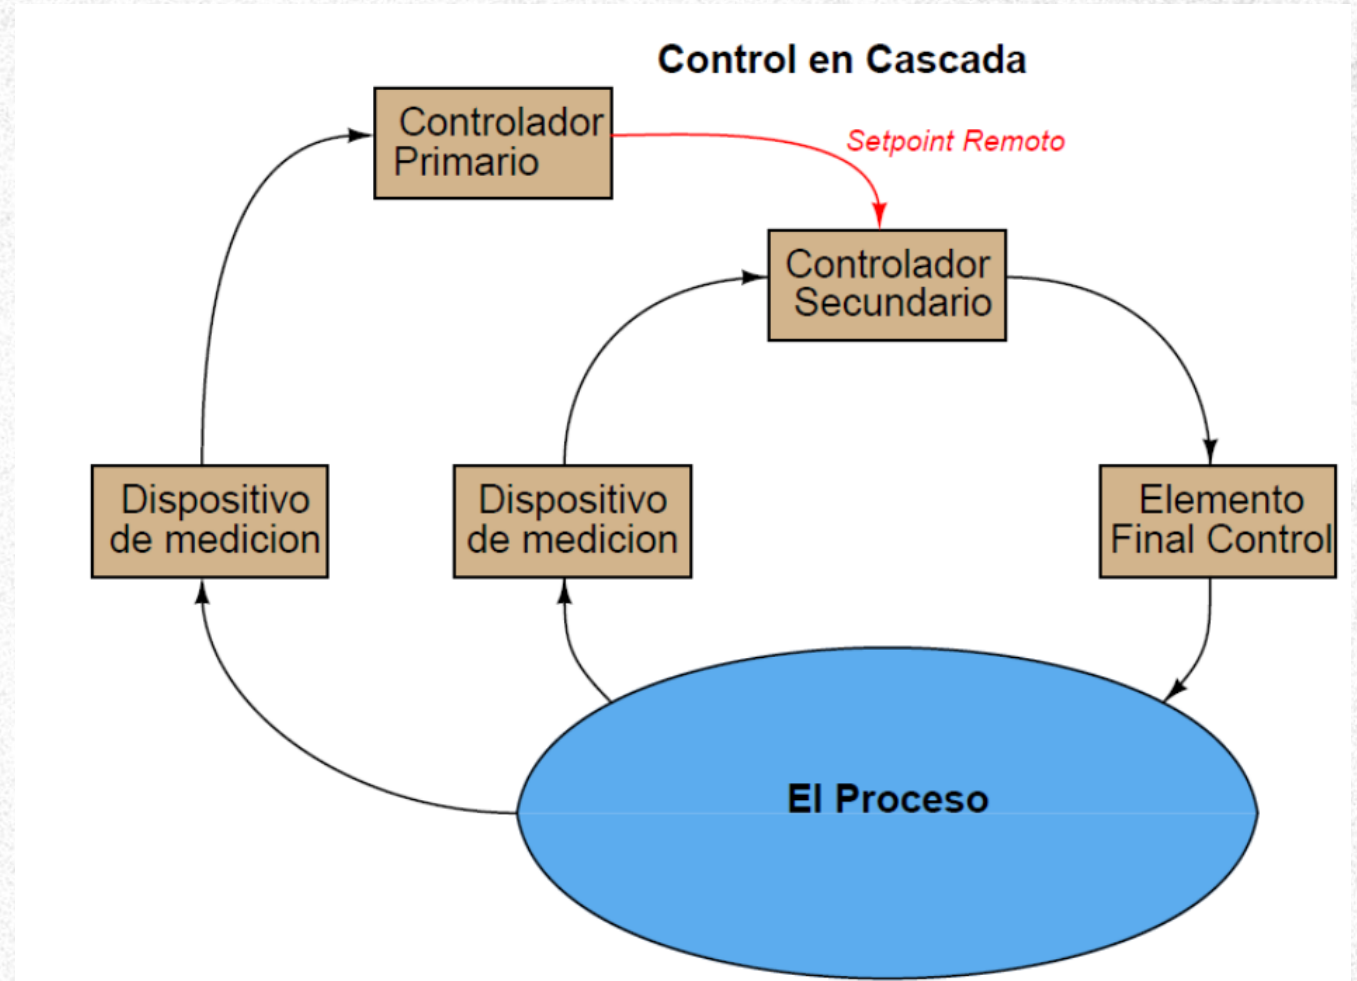 Control en Cascada
Controlador
Primario
Setpoint Remoto
Controlador
Secundario
Dispositivo
de medicion
Dispositivo
de medicion
Elemento
Final Control
El Proceso